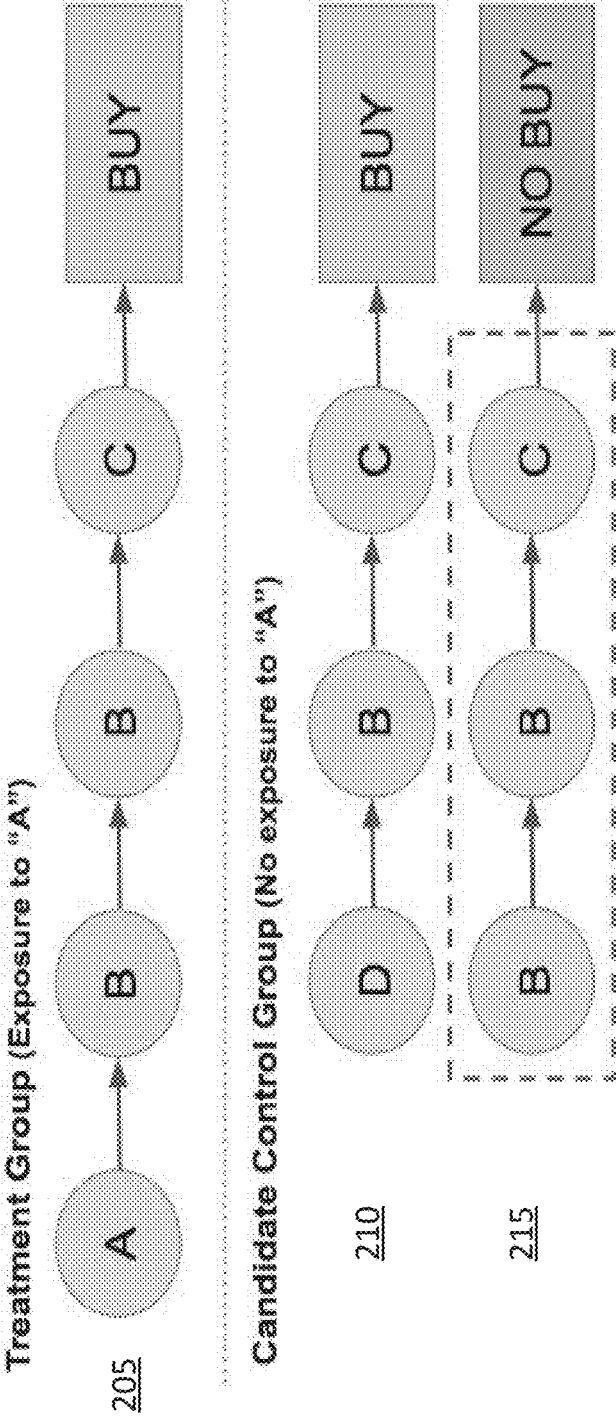 Treatment Group (Exposure to “A”)
205
A B B C BUY
Candidate Control Group (No exposure to “A”)
210
D B C BUY
215
B B C NO BUY